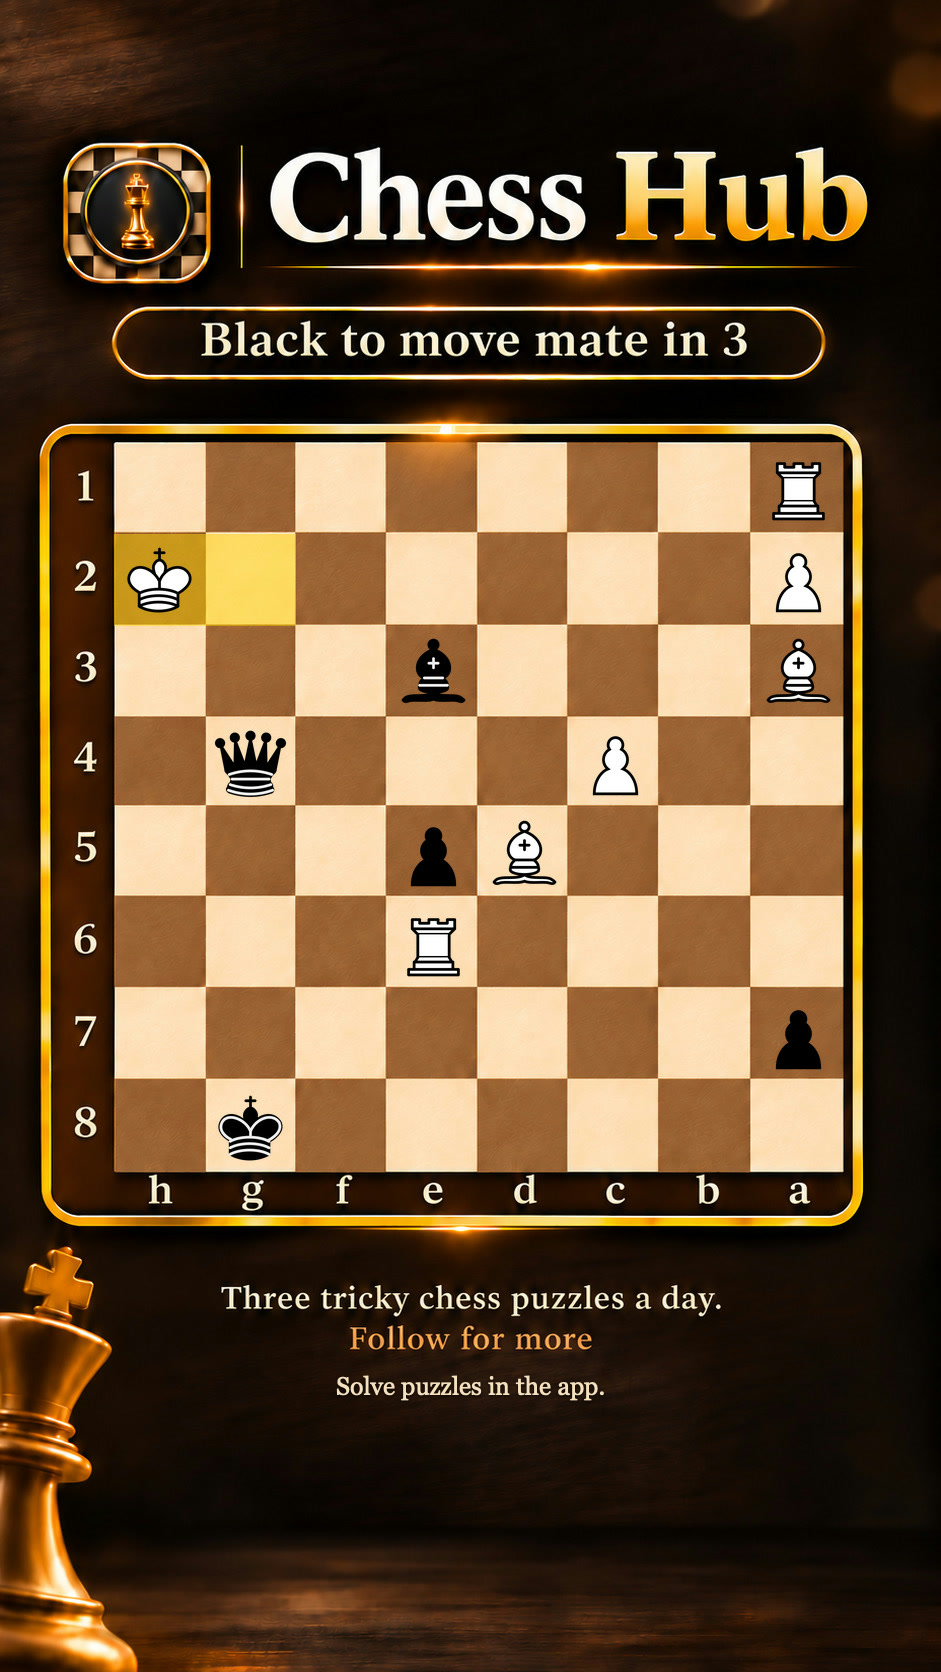 Chess Hub
Black to move mate in 3
1
2
3
4
5
6
7
8
h g f e d c b a
Three tricky chess puzzles a day.
Follow for more
Solve puzzles in the app.